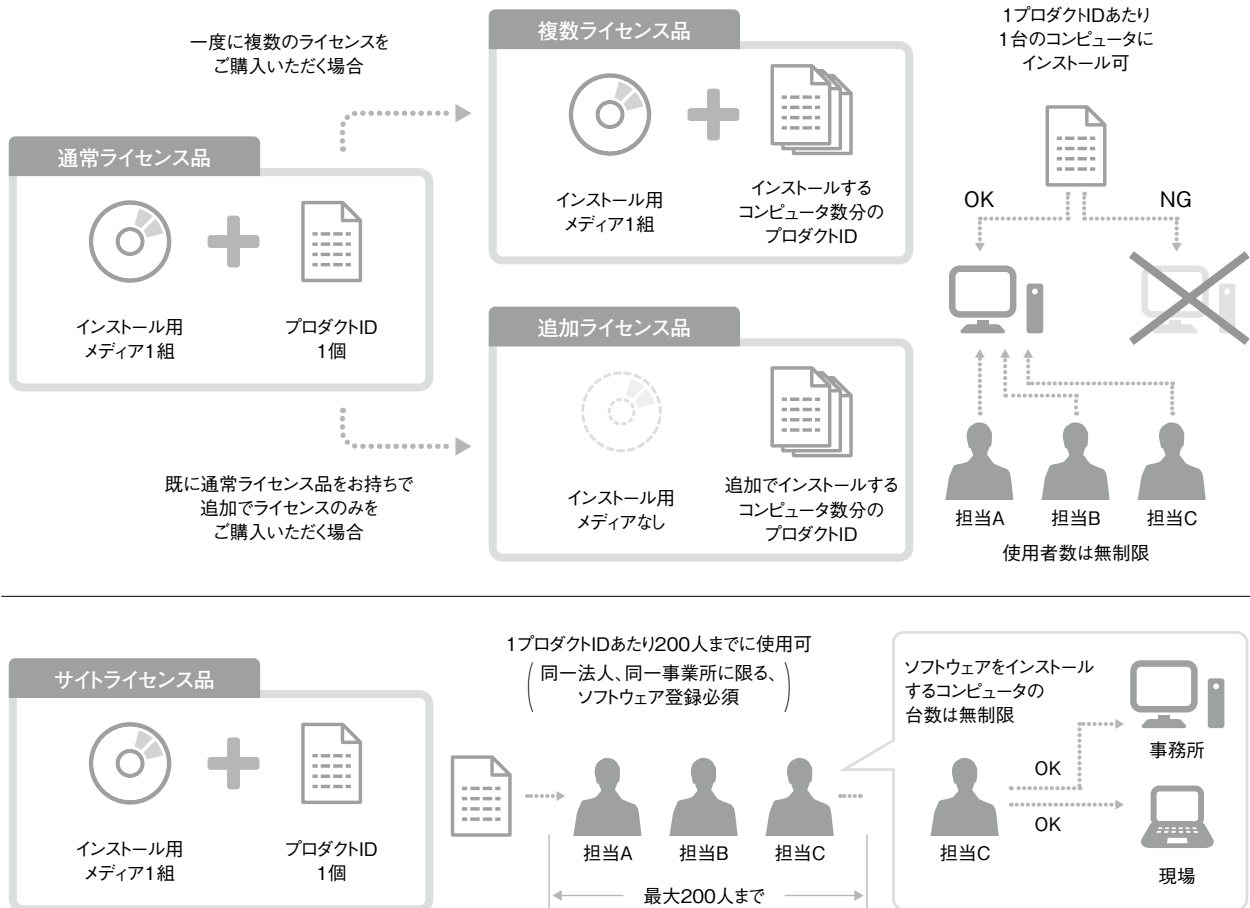 一度に複数のライセンスを
ご購入いただく場合
通常ライセンス品
インストール用
メディア1組
プロダクトID
1個
既に通常ライセンス品をお持ちで
追加でライセンスのみを
ご購入いただく場合
複数ライセンス品
インストール用
メディア1組
インストールする
コンピュータ数分の
プロダクトID
追加ライセンス品
インストール用
メディアなし
追加でインストールする
コンピュータ数分の
プロダクトID
1プロダクトIDあたり
1台のコンピュータに
インストール可
OK
NG
担当A
担当B
担当C
使用者数は無制限
サイトライセンス品
インストール用
メディア1組
プロダクトID
1個
1プロダクトIDあたり200人までに使用可
(同一法人、同一事業所に限る、
ソフトウェア登録必須)
担当A
担当B
担当C
最大200人まで
ソフトウェアをインストール
するコンピュータの
台数は無制限
担当C
OK
OK
事務所
現場